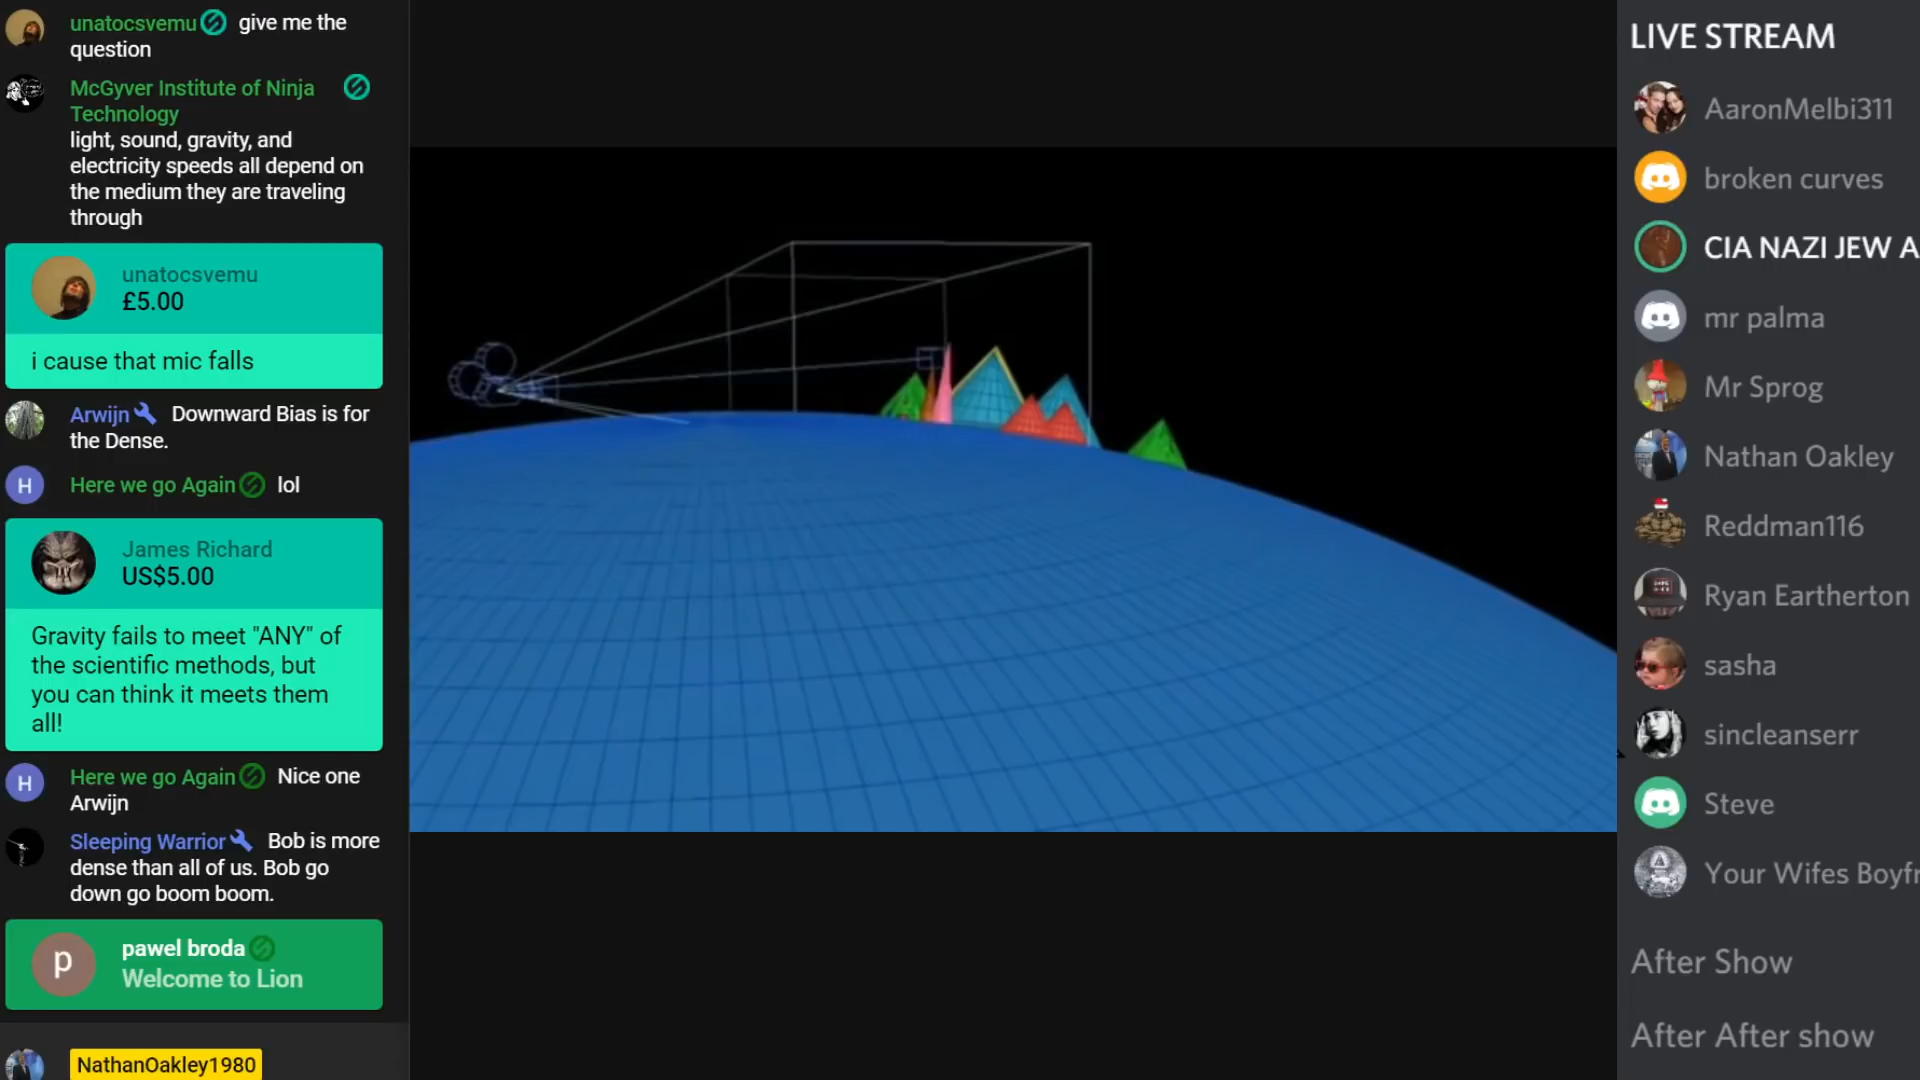 unatocsvemu give me the
question
McGyver Institute of Ninja
Technology
light, sound, gravity, and
electricity speeds all depend on
the medium they are traveling
through
unatocsvemu
£5.00
i cause that mic falls
Arwijn Downward Bias is for
the Dense.
H Here we go Again lol
James Richard
US$5.00
Gravity fails to meet "ANY" of
the scientific methods, but
you can think it meets them
all!
H Here we go Again Nice one
Arwijn
Sleeping Warrior Bob is more
dense than all of us. Bob go
down go boom boom.
p pawel broda
Welcome to Lion
NathanOakley1980
LIVE STREAM
AaronMelbi311
broken curves
CIA NAZI JEW A
mr palma
Mr Sprog
Nathan Oakley
Reddman116
Ryan Eartherton
sasha
sincleanserr
Steve
Your Wifes Boyfr
After Show
After After show